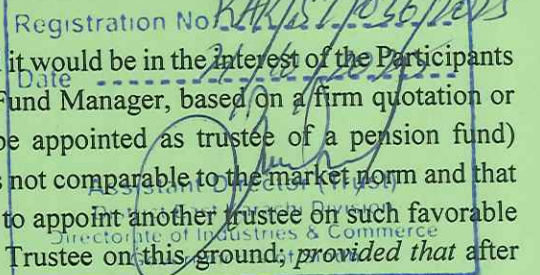 Registration No.
it would be in the interest of the Participants
Date
Fund Manager, based on a firm quotation or
be appointed as trustee of a pension fund)
s not comparable to the market norm and that
Assistant Director (Trust)
to appoint another trustee on such favorable
Directorate of Industries & Commerce
Trustee on this ground; provided that after